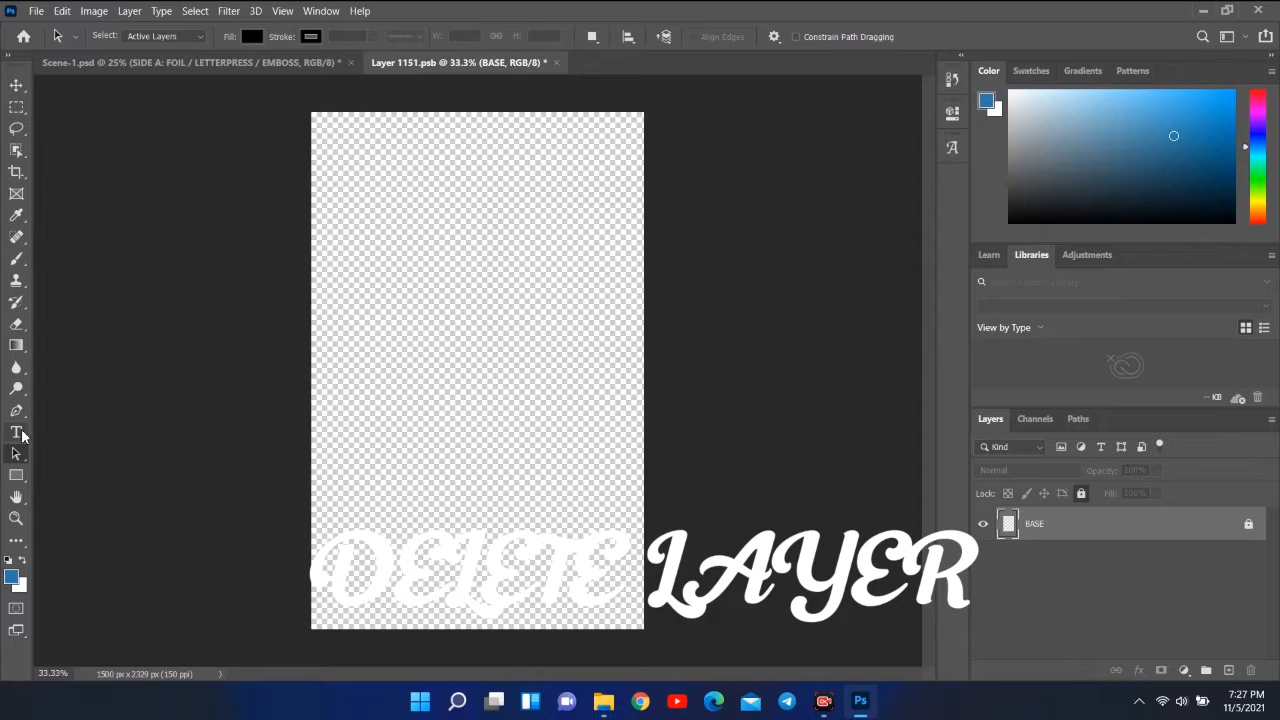 Ps File Edit Image Layer Type Select Filter 3D View Window Help
Select: Active Layers Fill: Stroke: W: H: Align Edges Constrain Path Dragging
Scene-1.psd @ 25% (SIDE A: FOIL / LETTERPRESS / EMBOSS, RGB/8) * × Layer 1151.psb @ 33.3% (BASE, RGB/8) * ×
Color Swatches Gradients Patterns
Learn Libraries Adjustments
View by Type
-- KB
Layers Channels Paths
Kind
Normal Opacity: 100%
Lock: Fill: 100%
BASE
DELETE LAYER
33.33% 1500 px x 2329 px (150 ppi)
7:27 PM
11/5/2021